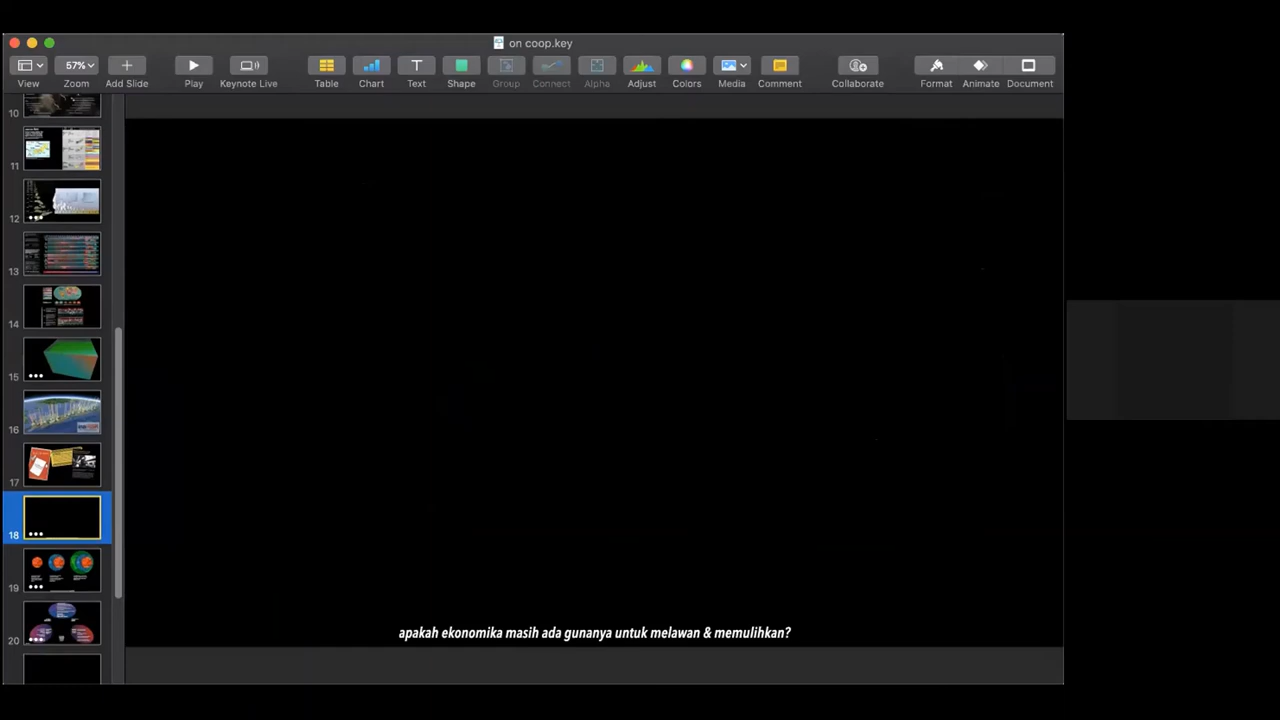 on coop.key
View
57%
Zoom
Add Slide
Play
Keynote Live
Table
Chart
Text
Shape
Group
Connect
Alpha
Adjust
Colors
Media
Comment
Collaborate
Format
Animate
Document
10
11
12
13
14
15
16
17
18
19
20
apakah ekonomika masih ada gunanya untuk melawan & memulihkan?